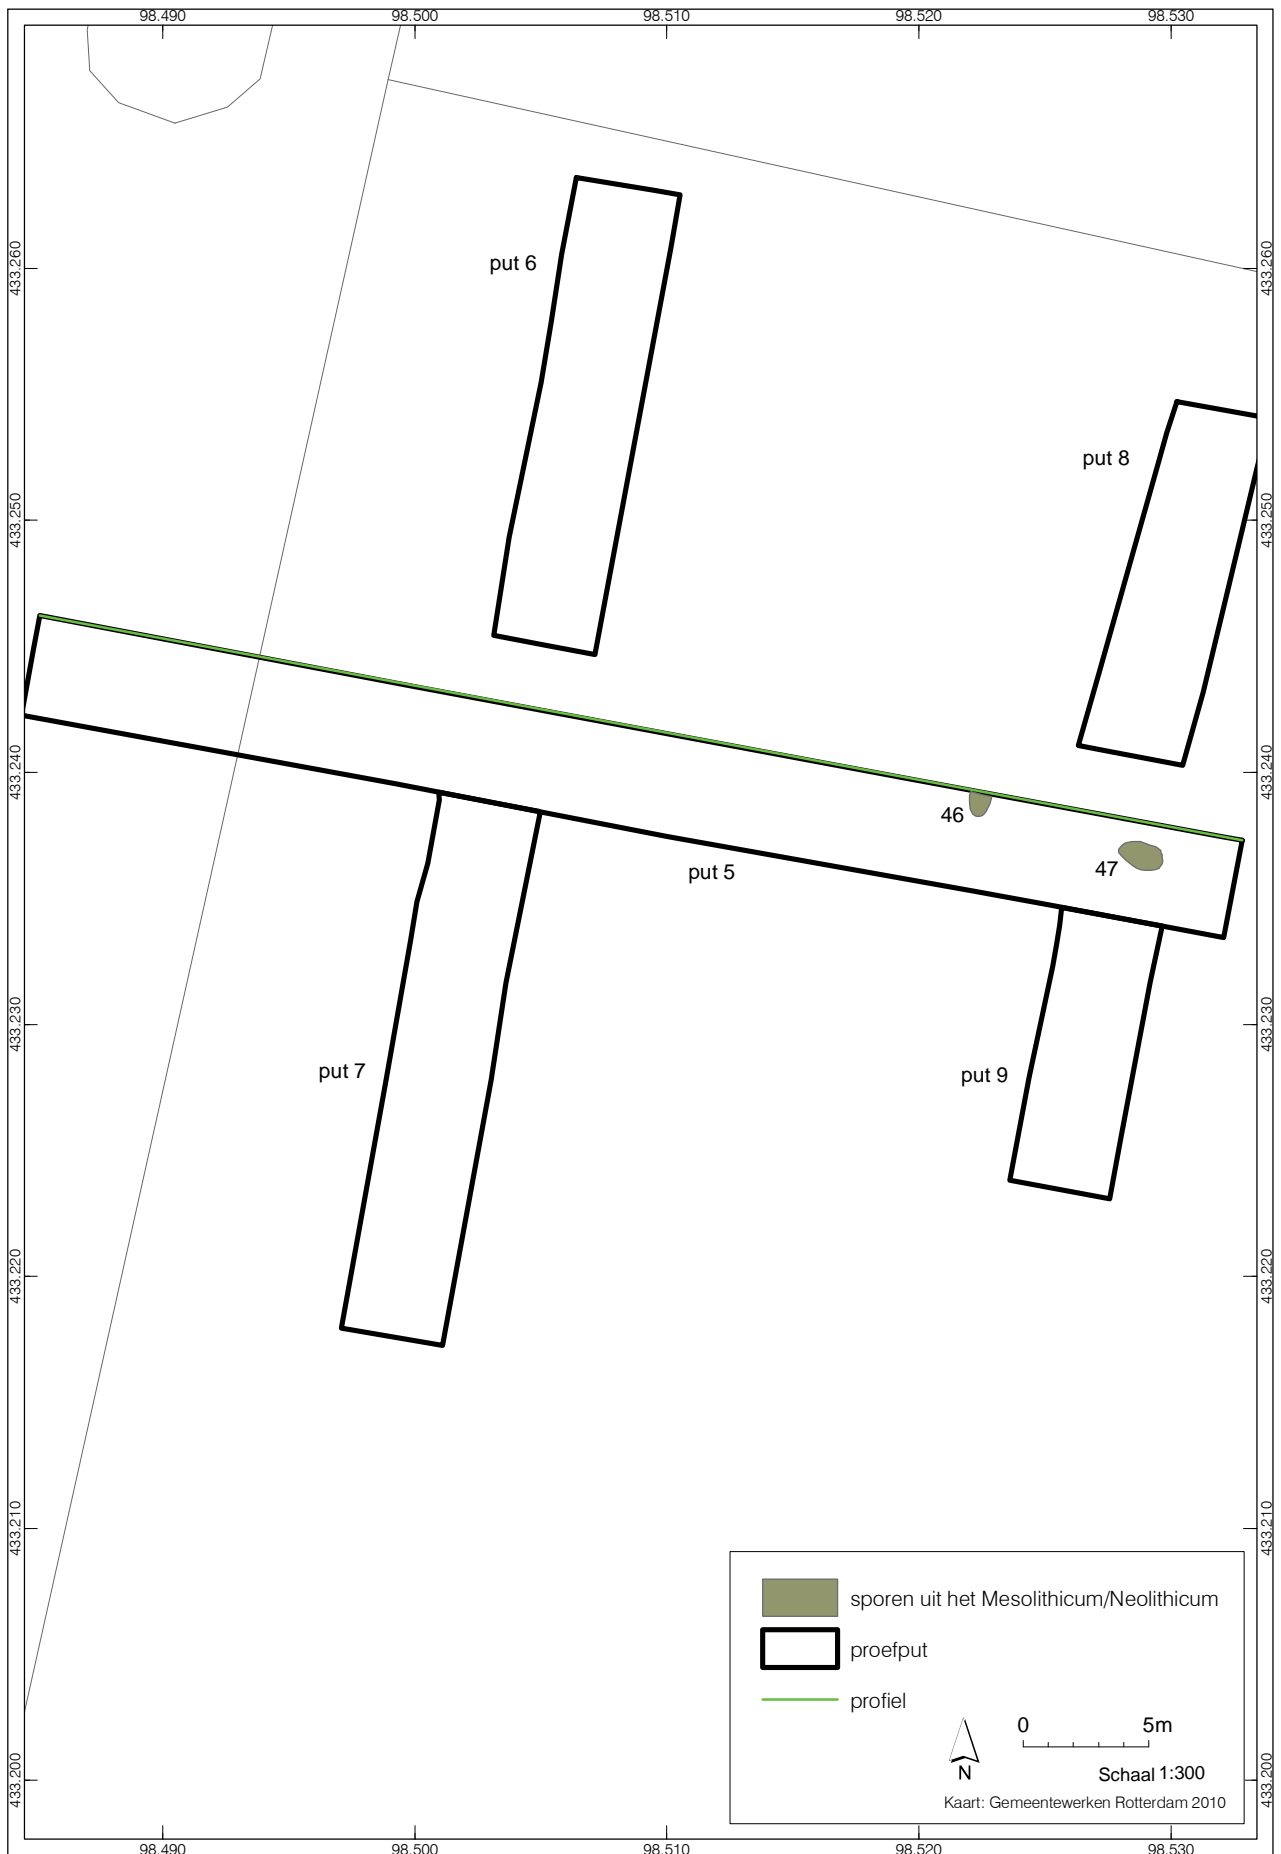 98.490 98.500 98.510 98.520 98.530
433.260 433.260
put 6
put 8
433.250 433.250
433.240 433.240
46
47
put 5
433.230 433.230
put 7
put 9
433.220 433.220
433.210 433.210
sporen uit het Mesolithicum/Neolithicum
proefput
profiel
0 5m
N
Schaal 1:300
Kaart: Gemeentewerken Rotterdam 2010
433.200 433.200
98.490 98.500 98.510 98.520 98.530